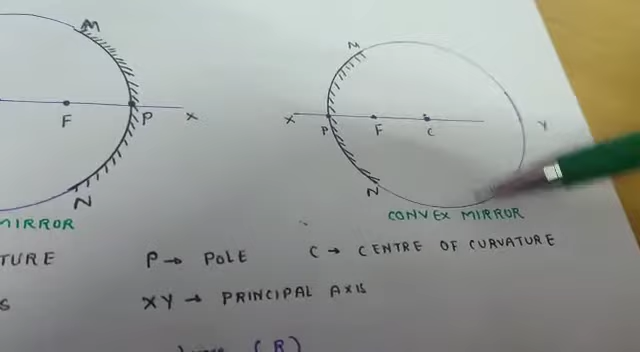 M
F
P
X
N
MIRROR
M
X
P
F
C
Y
N
CONVEX MIRROR
TURE
P → POLE
C → CENTRE OF CURVATURE
S
XY → PRINCIPAL AXIS
(R)